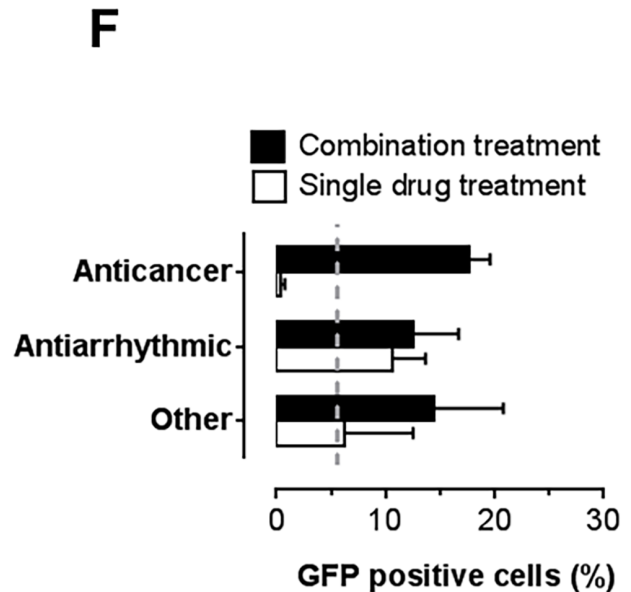 F
Combination treatment
Single drug treatment
Anticancer
Antiarrhythmic
Other
0 10 20 30
GFP positive cells (%)